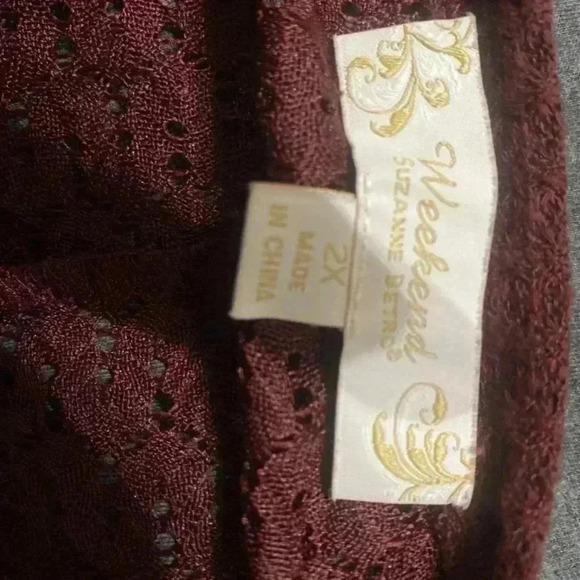 Weekend
SUZANNE BETRO
2X
MADE
IN CHINA